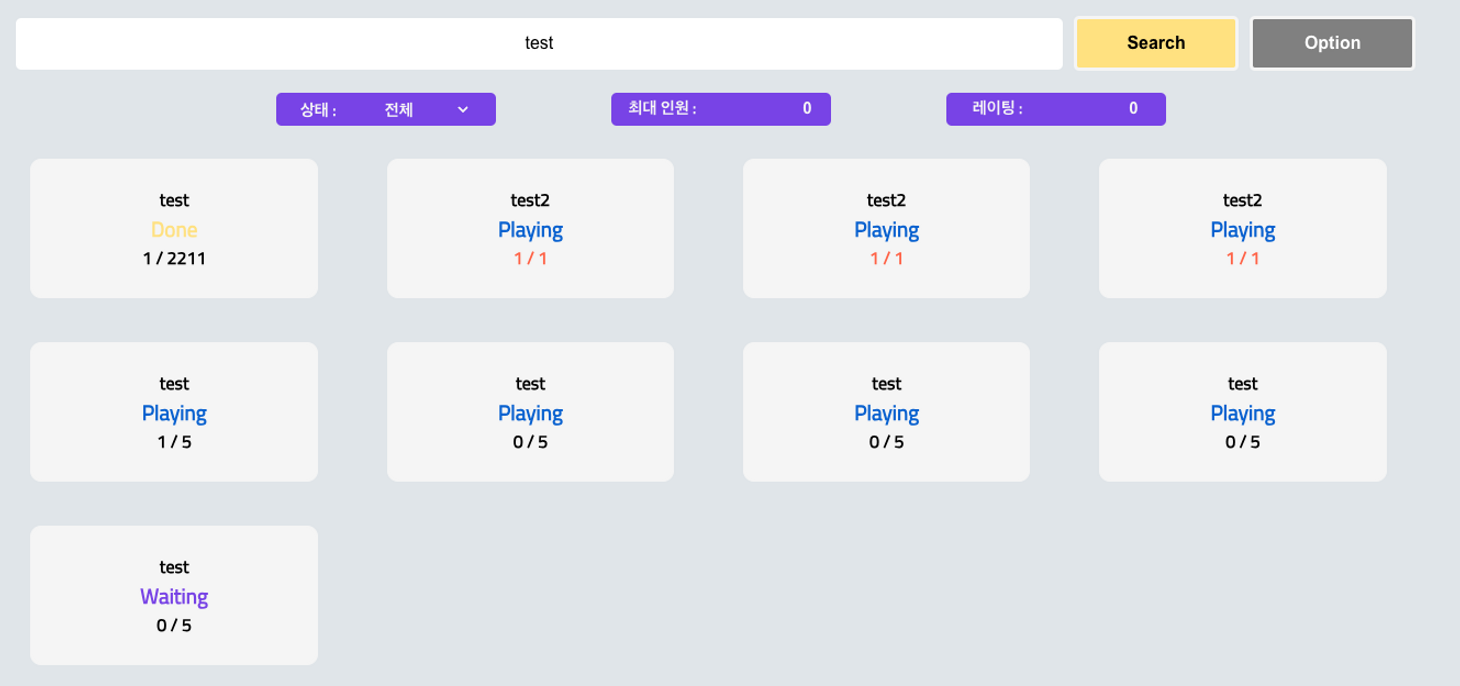 test
Search
Option
상태 :
전체
최대 인원 :
0
레이팅 :
0
test
Done
1 / 2211
test2
Playing
1 / 1
test2
Playing
1 / 1
test2
Playing
1 / 1
test
Playing
1 / 5
test
Playing
0 / 5
test
Playing
0 / 5
test
Playing
0 / 5
test
Waiting
0 / 5